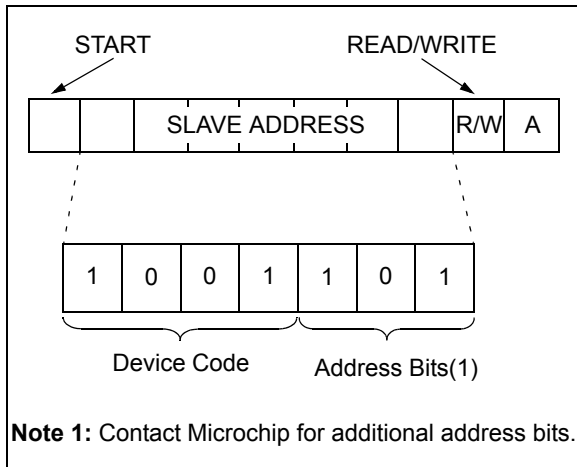 START READ/WRITE
SLAVE ADDRESS R/W A
1 0 0 1 1 0 1
Device Code Address Bits(1)
Note 1: Contact Microchip for additional address bits.